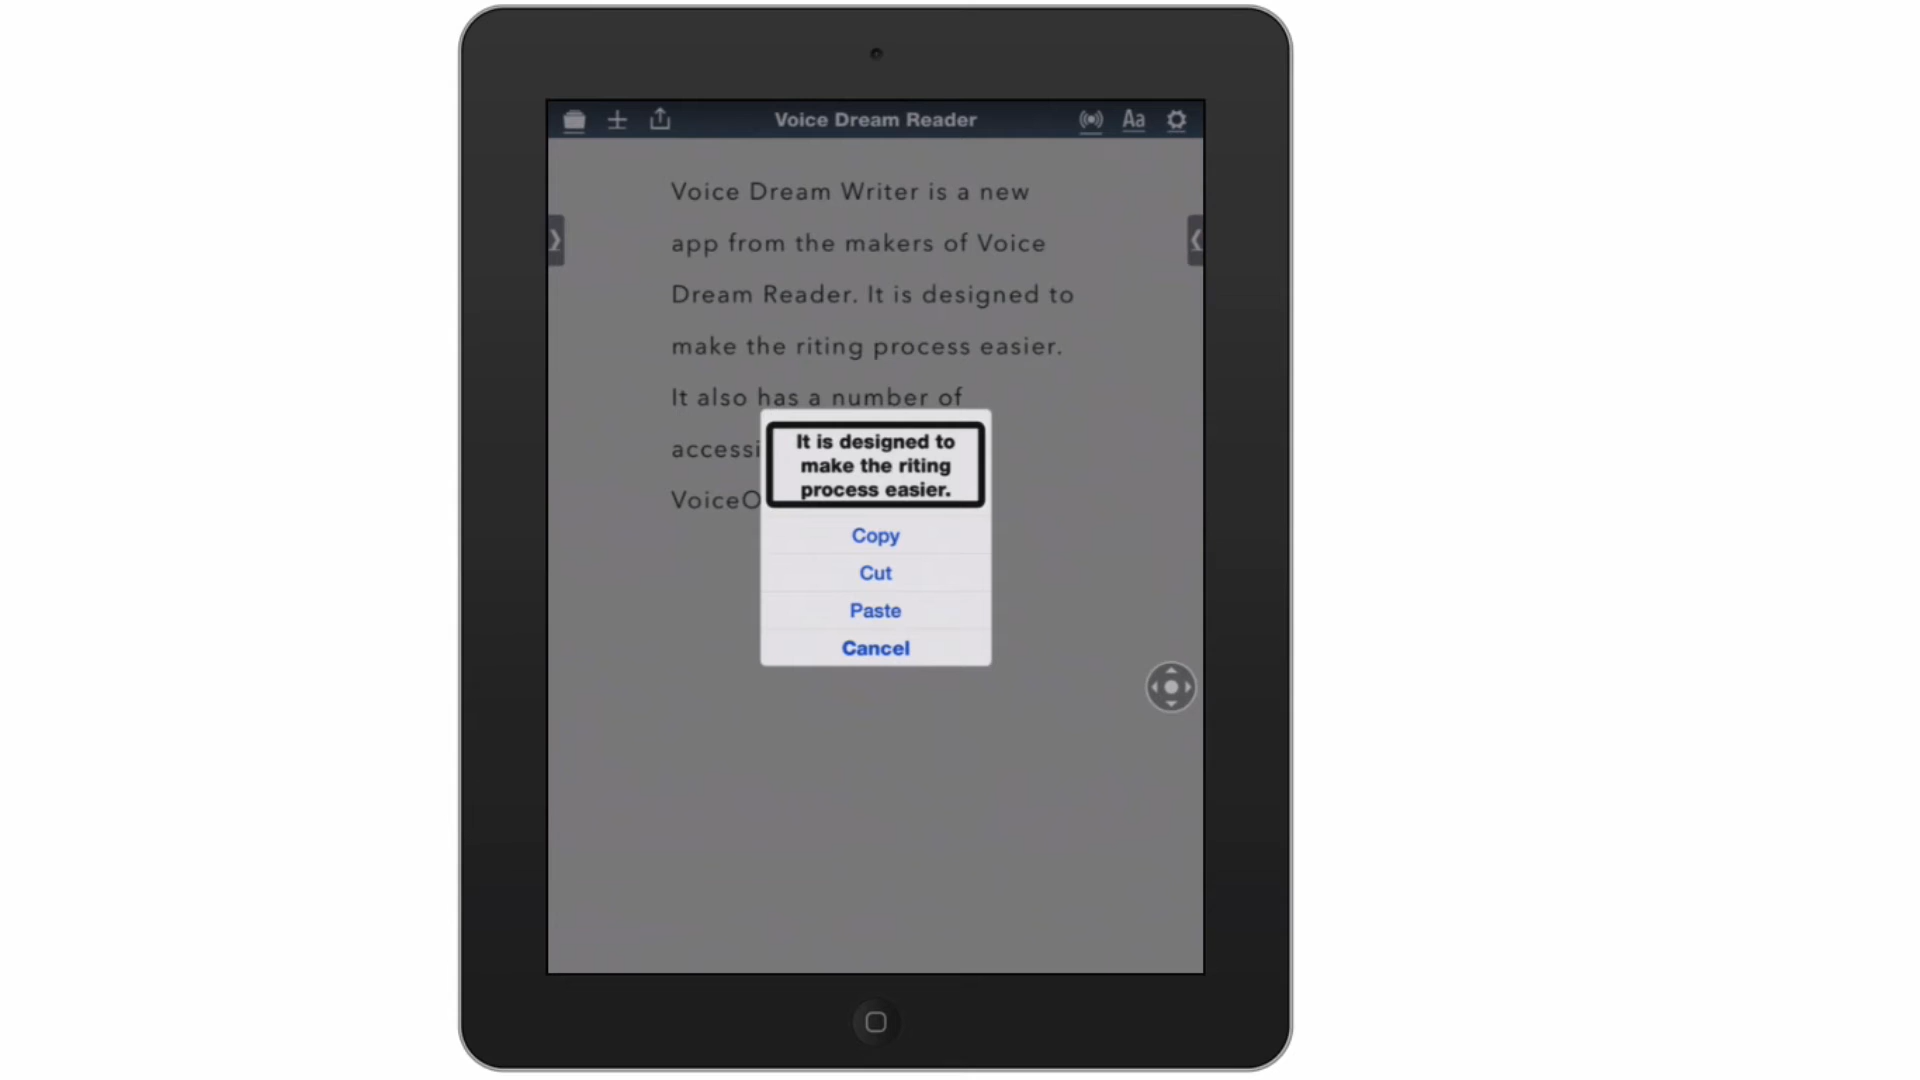 Voice Dream Reader
Aa
Voice Dream Writer is a new
app from the makers of Voice
Dream Reader. It is designed to
make the riting process easier.
It also has a number of
accessi
VoiceO
It is designed to
make the riting
process easier.
Copy
Cut
Paste
Cancel